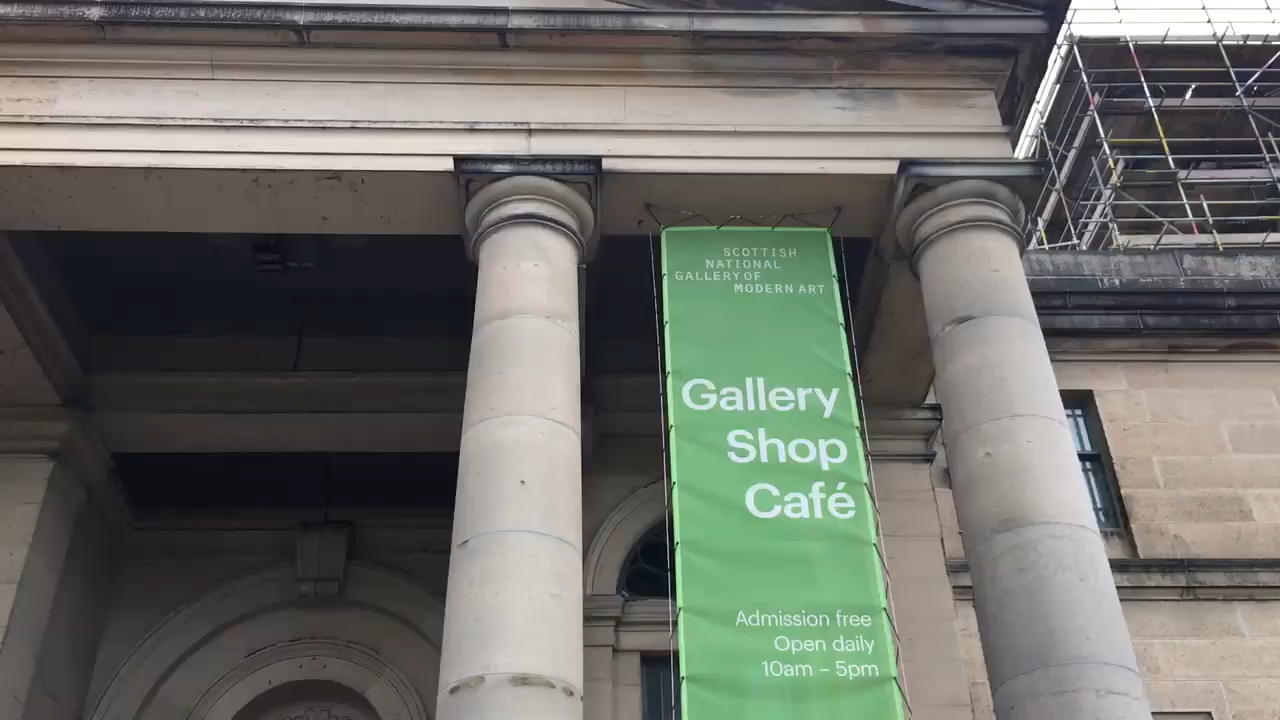 SCOTTISH
NATIONAL
GALLERY OF
MODERN ART
Gallery
Shop
Café
Admission free
Open daily
10am – 5pm